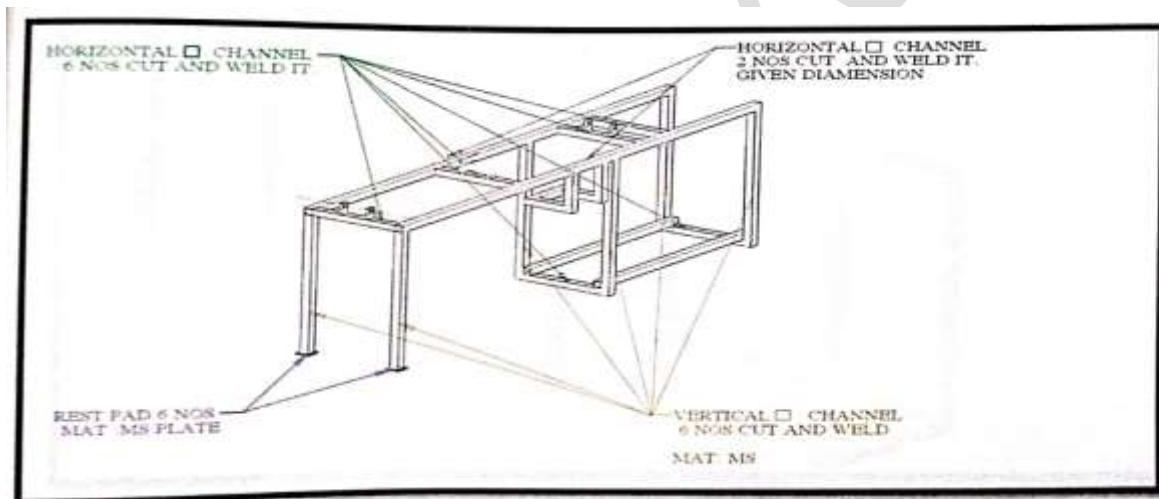 HORIZONTAL □ CHANNEL
6 NOS CUT AND WELD IT
HORIZONTAL □ CHANNEL
2 NOS CUT AND WELD IT.
GIVEN DIAMENSION
REST PAD 6 NOS
MAT MS PLATE
VERTICAL □ CHANNEL
6 NOS CUT AND WELD
MAT. MS